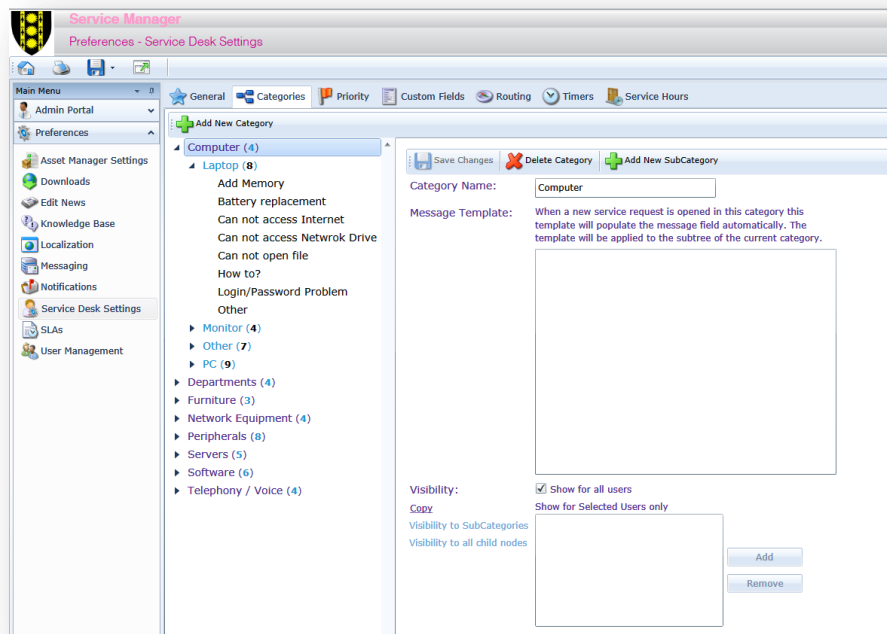 Service Manager
Preferences - Service Desk Settings
Main Menu
Admin Portal
Preferences
Asset Manager Settings
Downloads
Edit News
Knowledge Base
Localization
Messaging
Notifications
Service Desk Settings
SLAs
User Management
General Categories Priority Custom Fields Routing Timers Service Hours
Add New Category
Computer (4)
Laptop (8)
Add Memory
Battery replacement
Can not access Internet
Can not access Netwrok Drive
Can not open file
How to?
Login/Password Problem
Other
Monitor (4)
Other (7)
PC (9)
Departments (4)
Furniture (3)
Network Equipment (4)
Peripherals (8)
Servers (5)
Software (6)
Telephony / Voice (4)
Save Changes Delete Category Add New SubCategory
Category Name: Computer
Message Template: When a new service request is opened in this category this
template will populate the message field automatically. The
template will be applied to the subtree of the current category.
Visibility: Show for all users
Copy Show for Selected Users only
Visibility to SubCategories
Visibility to all child nodes
Add
Remove